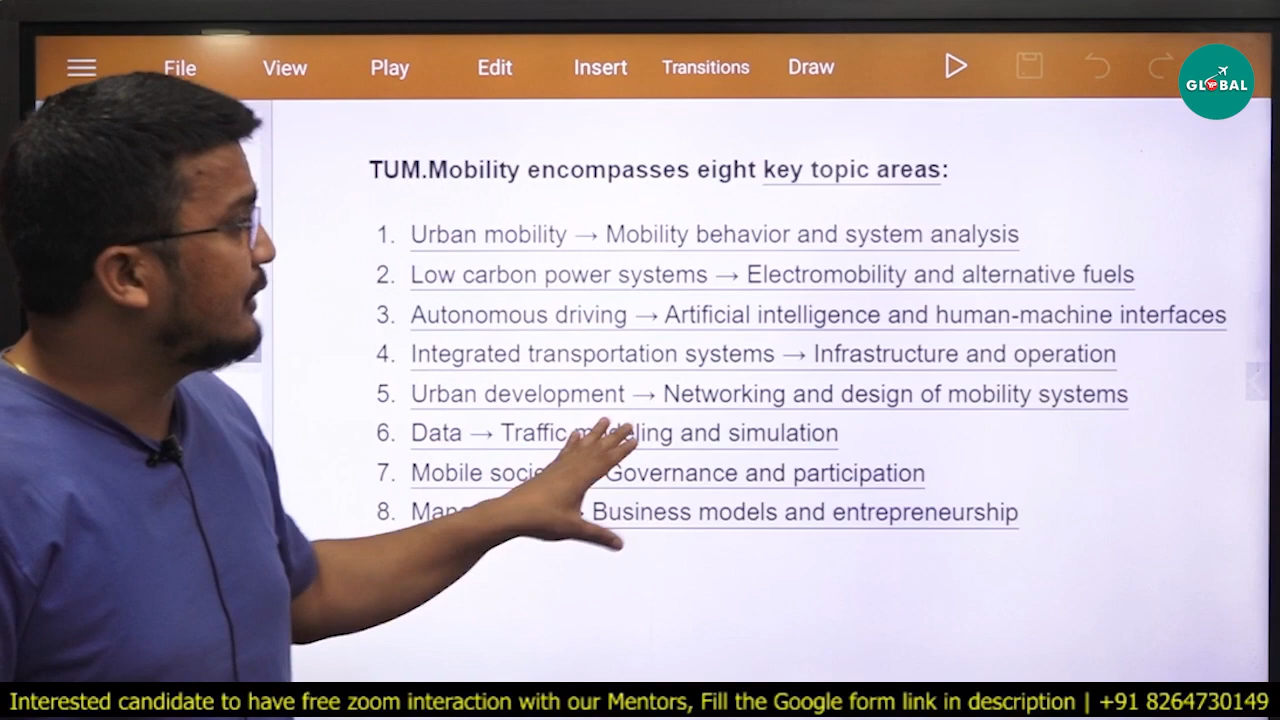 File View Play Edit Insert Transitions Draw
GLOBAL
TUM.Mobility encompasses eight key topic areas:
1. Urban mobility → Mobility behavior and system analysis
2. Low carbon power systems → Electromobility and alternative fuels
3. Autonomous driving → Artificial intelligence and human-machine interfaces
4. Integrated transportation systems → Infrastructure and operation
5. Urban development → Networking and design of mobility systems
6. Data → Traffic modeling and simulation
7. Mobile Governance and participation
8. → Business models and entrepreneurship
Interested candidate to have free zoom interaction with our Mentors, Fill the Google form link in description | +91 8264730149